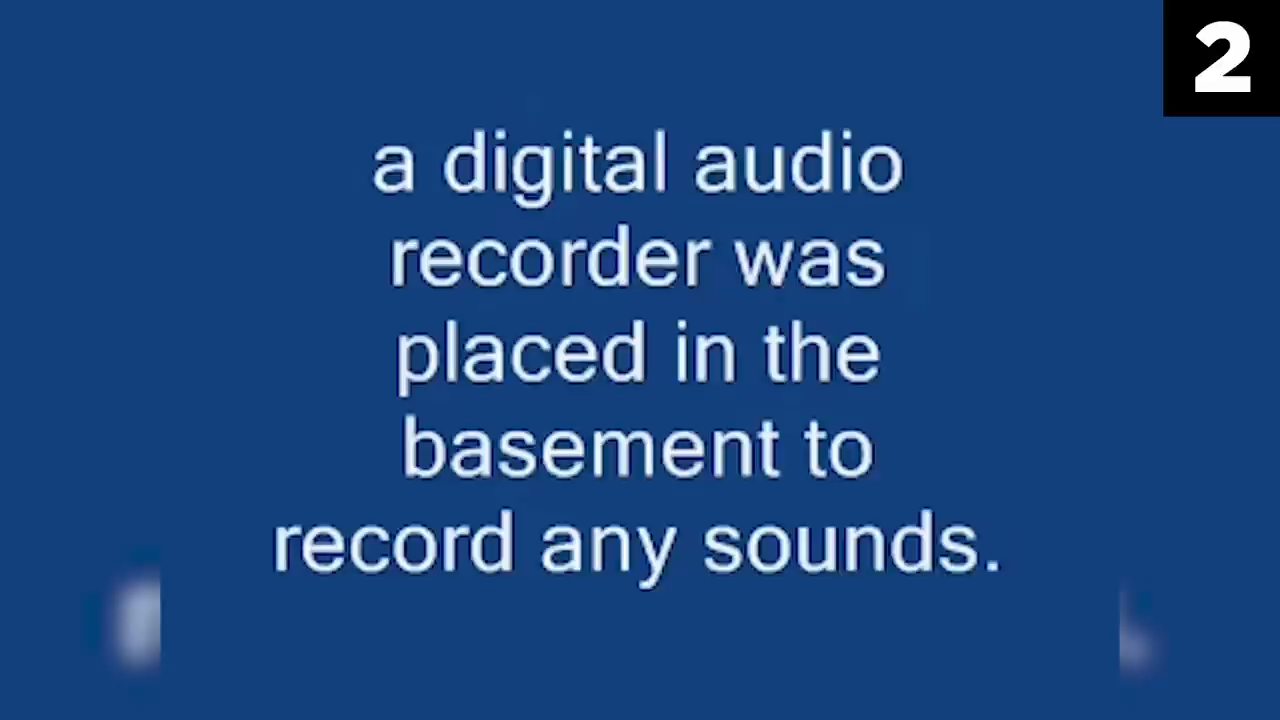 2
a digital audio
recorder was
placed in the
basement to
record any sounds.